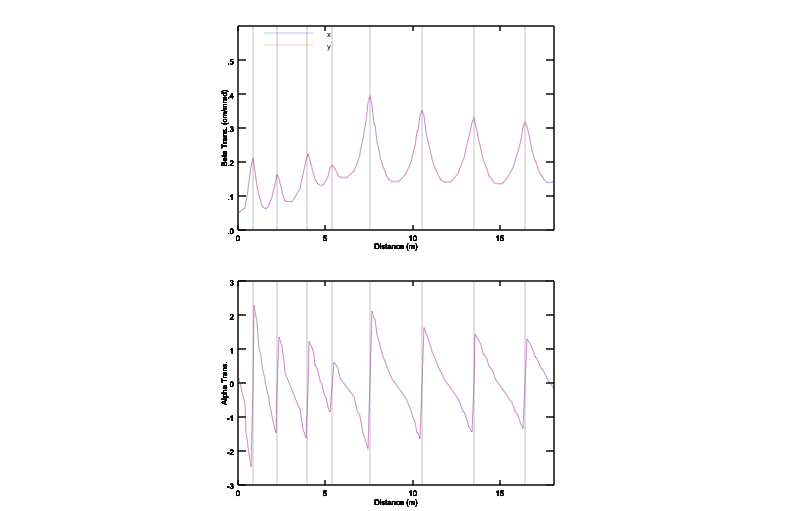 x
y
.5
.4
.3
.2
.1
.0
Beta Trans. (cm/mrad)
0 5 10 15
Distance (m)
3
2
1
0
-1
-2
-3
Alpha Trans.
0 5 10 15
Distance (m)